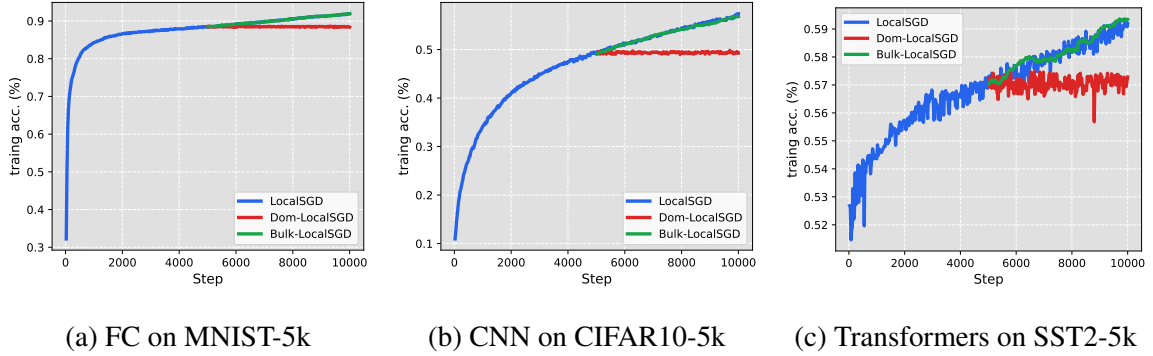 traing acc. (%)
0.9
0.8
0.7
0.6
0.5
0.4
0.3
0
2000
4000
6000
8000
10000
Step
LocalSGD
Dom-LocalSGD
Bulk-LocalSGD
(a) FC on MNIST-5k
traing acc. (%)
0.5
0.4
0.3
0.2
0.1
0
2000
4000
6000
8000
10000
Step
LocalSGD
Dom-LocalSGD
Bulk-LocalSGD
(b) CNN on CIFAR10-5k
traing acc. (%)
0.59
0.58
0.57
0.56
0.55
0.54
0.53
0.52
0
2000
4000
6000
8000
10000
Step
LocalSGD
Dom-LocalSGD
Bulk-LocalSGD
(c) Transformers on SST2-5k